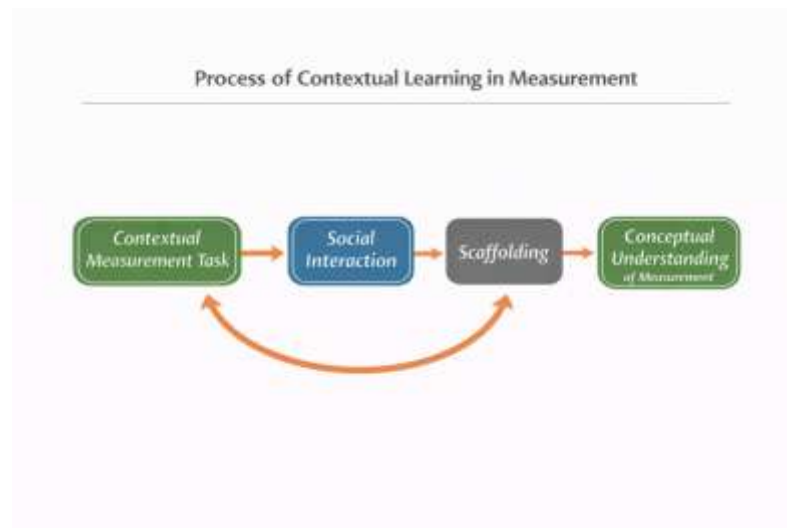 Process of Contextual Learning in Measurement
Contextual
Measurement Task
Social
Interaction
Scaffolding
Conceptual
Understanding
of Measurement